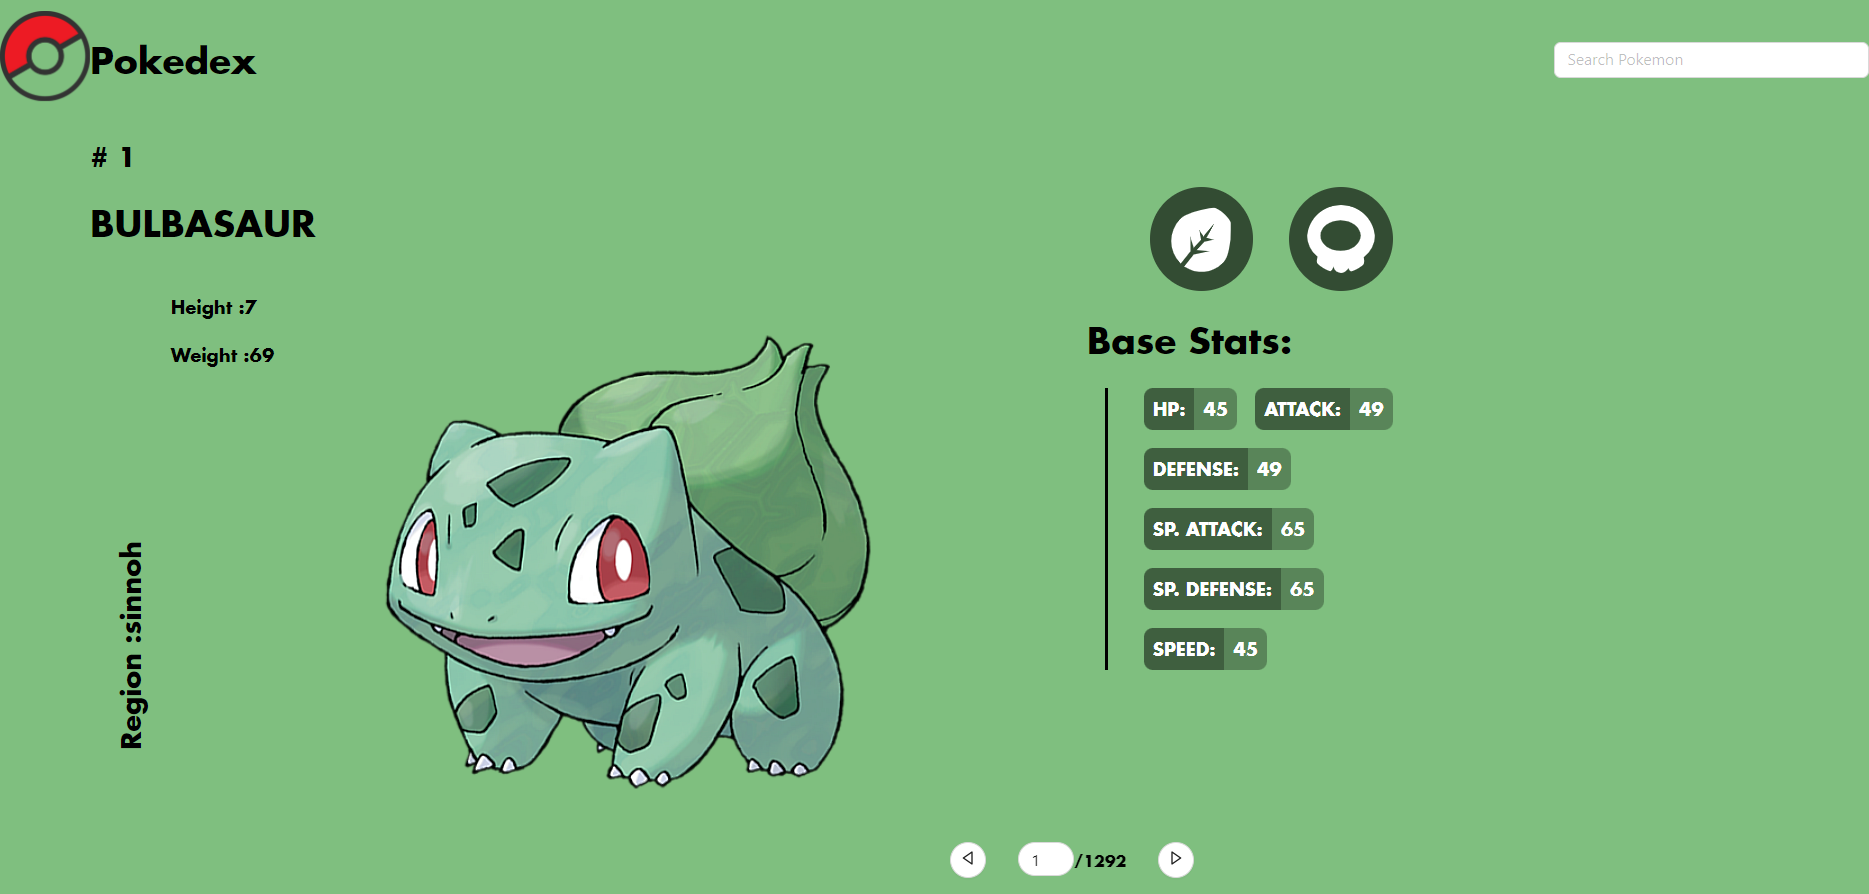 Pokedex
Search Pokemon
# 1
BULBASAUR
Height :7
Weight :69
Region :sinnoh
Base Stats:
HP: 45 ATTACK: 49
DEFENSE: 49
SP. ATTACK: 65
SP. DEFENSE: 65
SPEED: 45
1 /1292